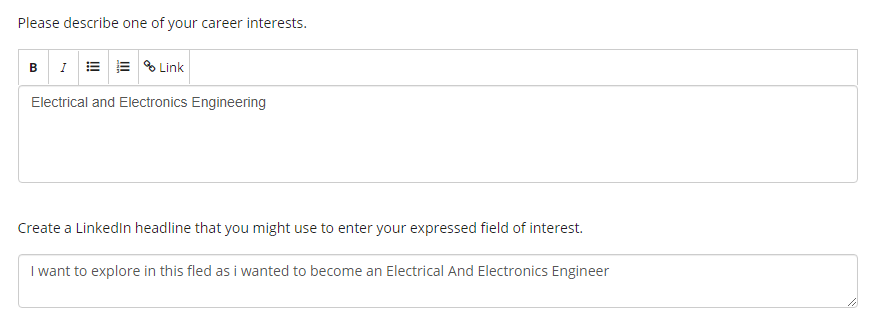 Please describe one of your career interests.
B I Link
Electrical and Electronics Engineering
Create a LinkedIn headline that you might use to enter your expressed field of interest.
I want to explore in this fled as i wanted to become an Electrical And Electronics Engineer